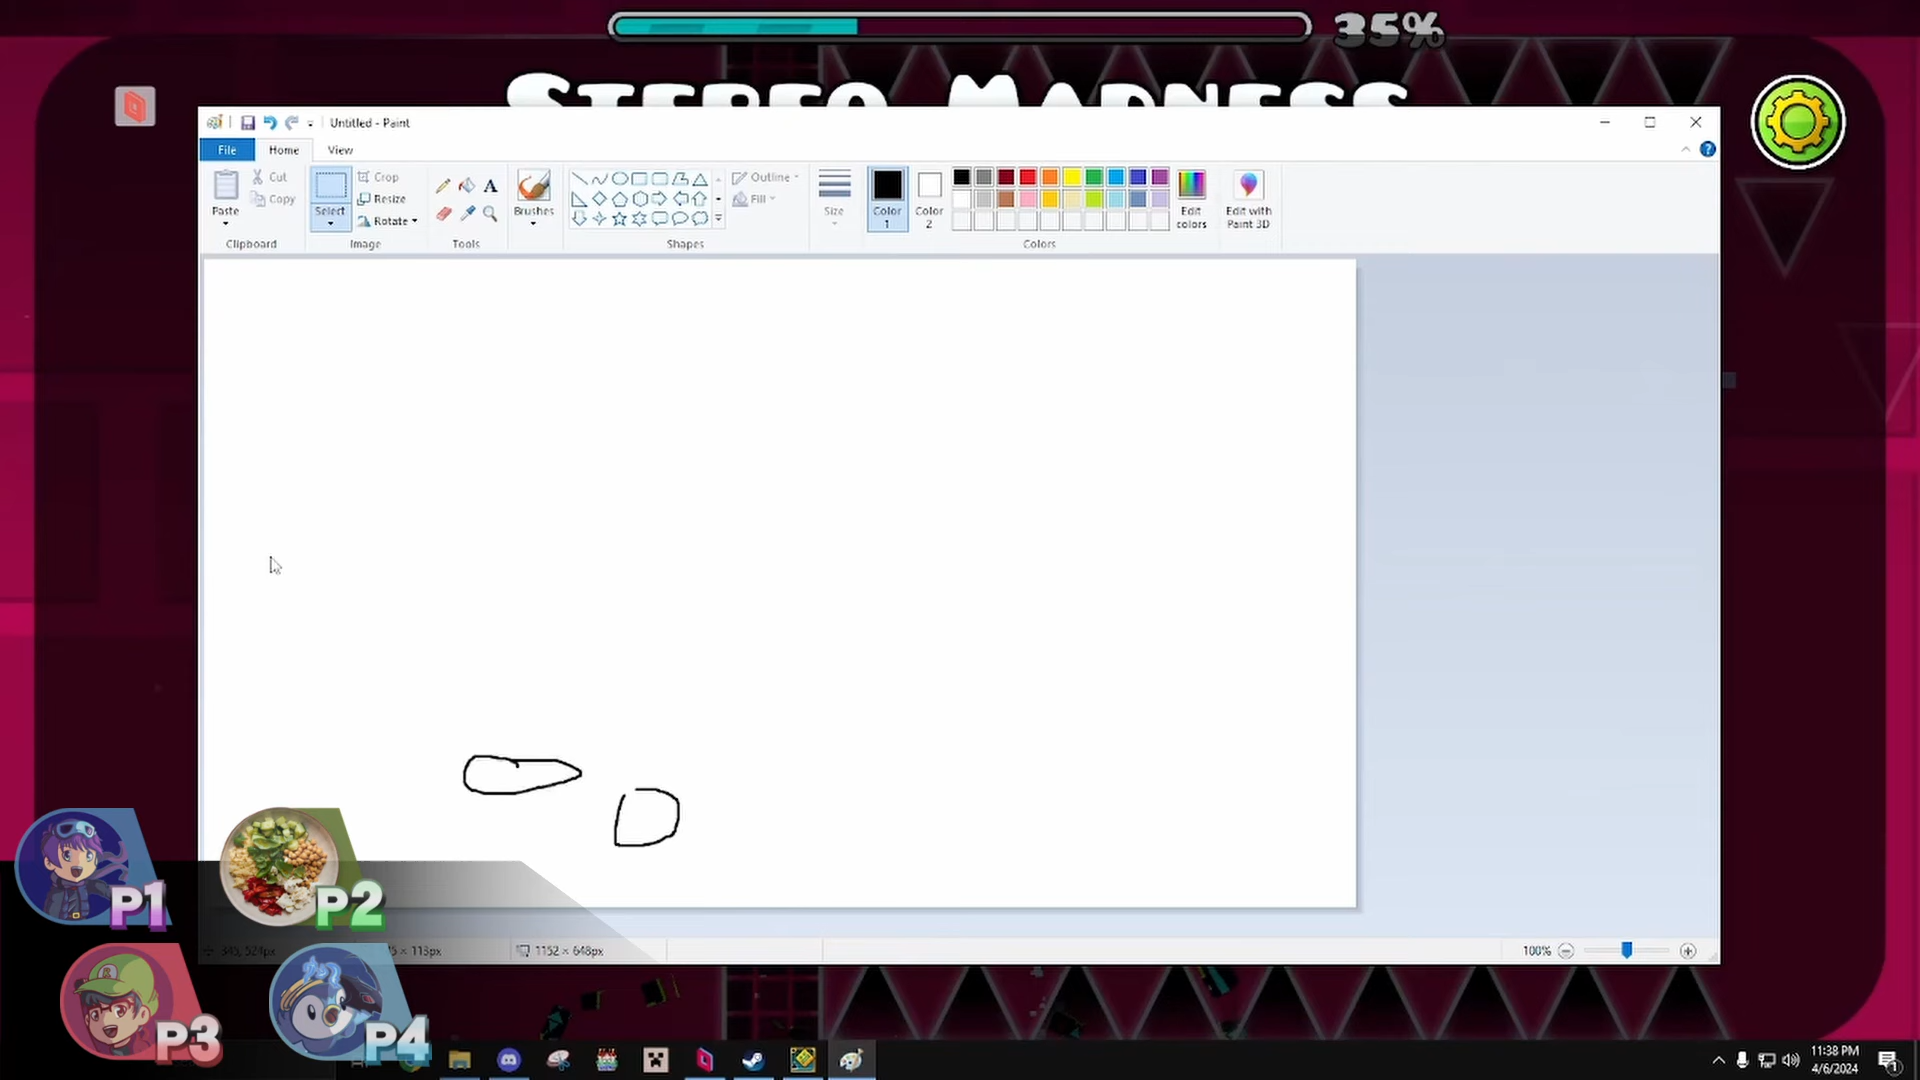 35%
Stereo Madness
Untitled - Paint
File Home View
Paste
Cut
Copy
Clipboard
Select
Crop
Resize
Rotate
Image
A
Tools
Brushes
Shapes
Outline
Fill
Size
Color 1
Color 2
Edit colors
Colors
Edit with Paint 3D
P1
P2
P3
P4
1152 × 648px
100%
11:38 PM
4/6/2024